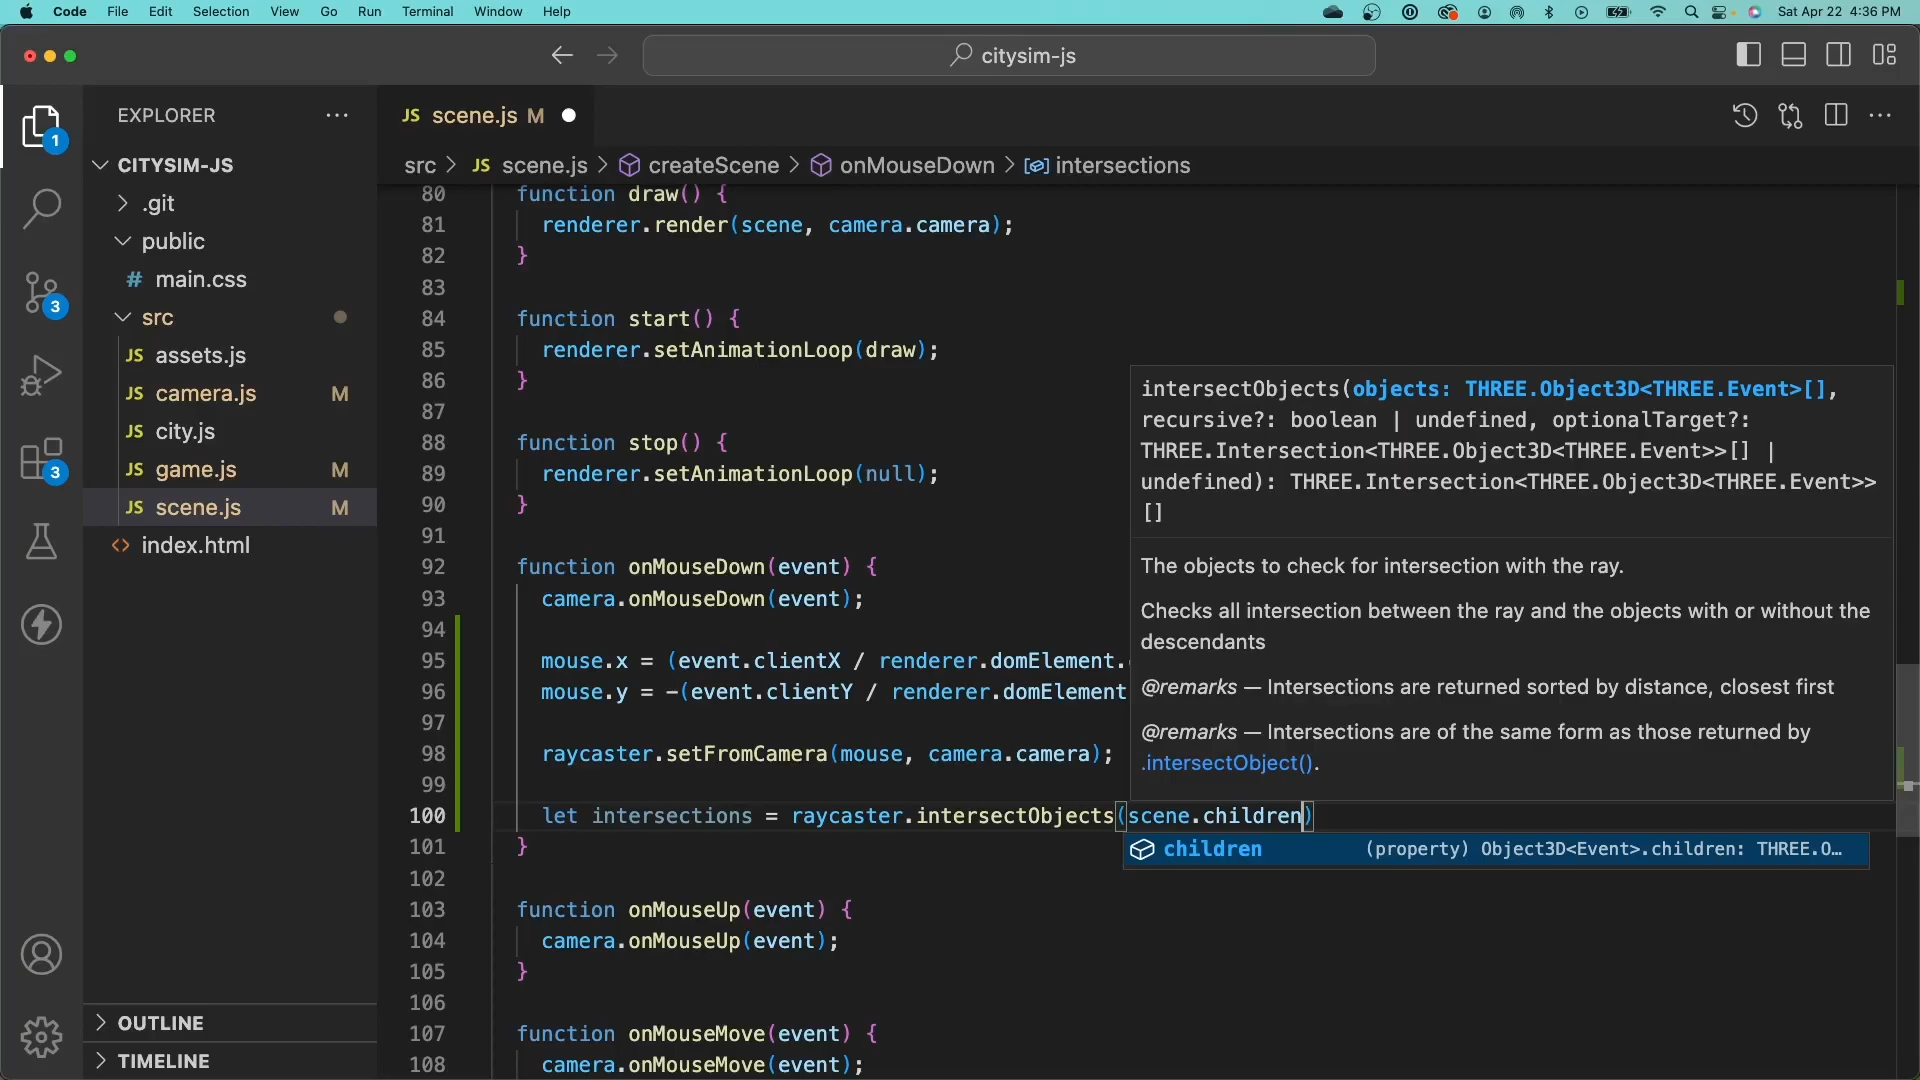 Code File Edit Selection View Go Run Terminal Window Help Sat Apr 22 4:36 PM
citysim-js
EXPLORER
JS scene.js M
1
CITYSIM-JS
src > JS scene.js > createScene > onMouseDown > intersections
.git
public
# main.css
src
JS assets.js
JS camera.js M
JS city.js
JS game.js M
JS scene.js M
<> index.html
3
3
OUTLINE
TIMELINE
80 function draw() {
81 renderer.render(scene, camera.camera);
82 }
83
84 function start() {
85 renderer.setAnimationLoop(draw);
86 }
87
88 function stop() {
89 renderer.setAnimationLoop(null);
90 }
91
92 function onMouseDown(event) {
93 camera.onMouseDown(event);
94
95 mouse.x = (event.clientX / renderer.domElement.
96 mouse.y = -(event.clientY / renderer.domElement
97
98 raycaster.setFromCamera(mouse, camera.camera);
99
100 let intersections = raycaster.intersectObjects(scene.children)
101 }
102
103 function onMouseUp(event) {
104 camera.onMouseUp(event);
105 }
106
107 function onMouseMove(event) {
108 camera.onMouseMove(event);
intersectObjects(objects: THREE.Object3D<THREE.Event>[],
recursive?: boolean | undefined, optionalTarget?:
THREE.Intersection<THREE.Object3D<THREE.Event>>[] |
undefined): THREE.Intersection<THREE.Object3D<THREE.Event>>
[]
The objects to check for intersection with the ray.
Checks all intersection between the ray and the objects with or without the
descendants
@remarks — Intersections are returned sorted by distance, closest first
@remarks — Intersections are of the same form as those returned by
.intersectObject().
children (property) Object3D<Event>.children: THREE.O…